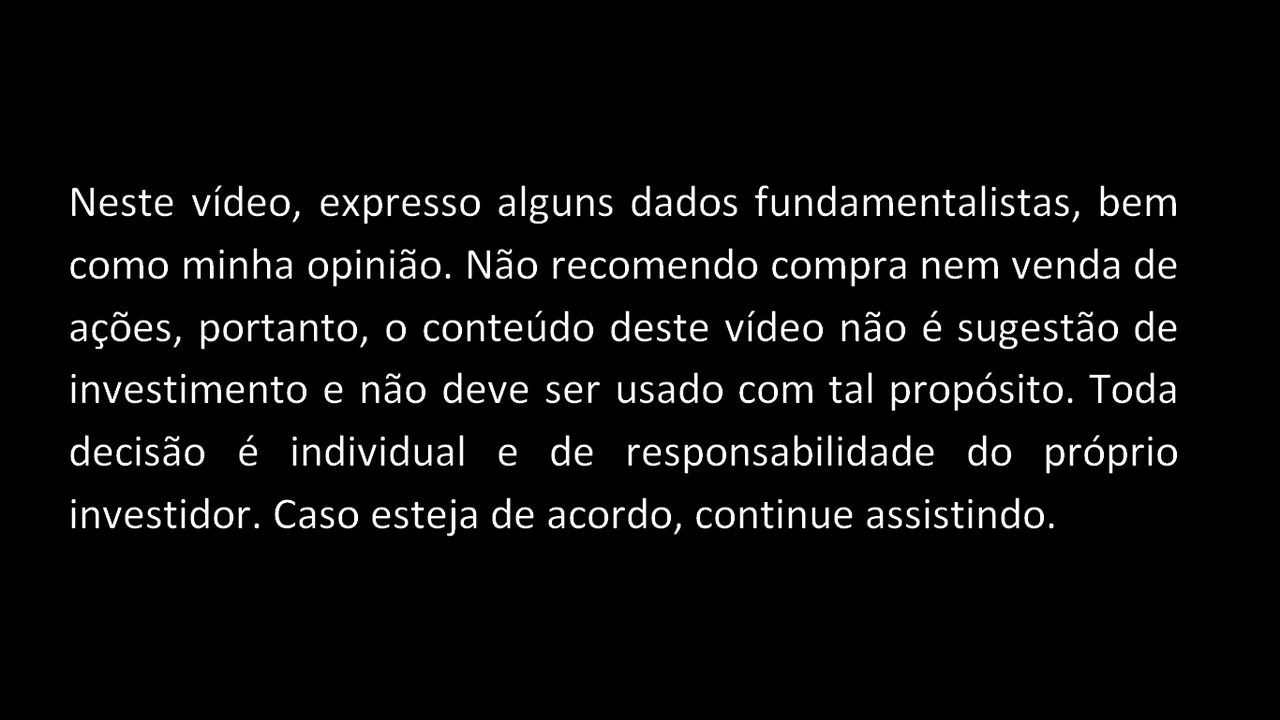 Neste vídeo, expresso alguns dados fundamentalistas, bem
como minha opinião. Não recomendo compra nem venda de
ações, portanto, o conteúdo deste vídeo não é sugestão de
investimento e não deve ser usado com tal propósito. Toda
decisão é individual e de responsabilidade do próprio
investidor. Caso esteja de acordo, continue assistindo.